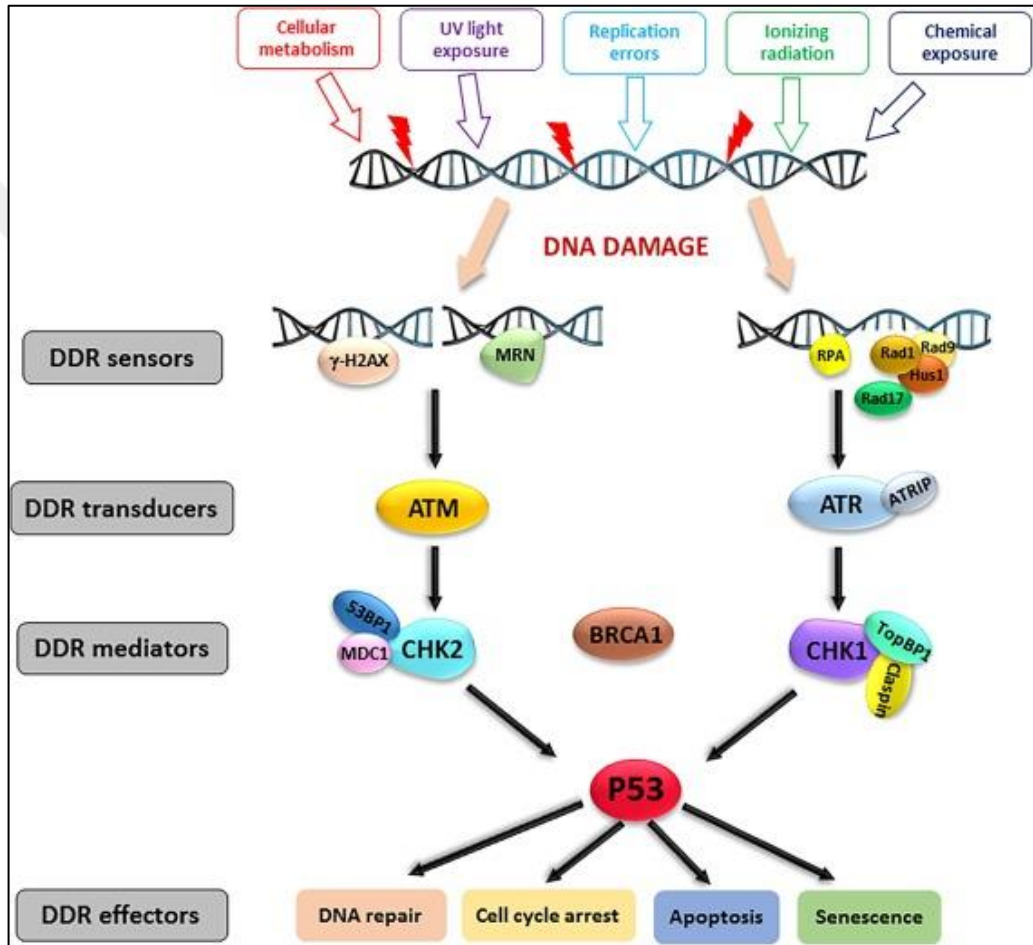 Cellular
metabolism
UV light
exposure
Replication
errors
Ionizing
radiation
Chemical
exposure
DNA DAMAGE
DDR sensors
γ-H2AX
MRN
RPA
Rad1
Rad9
Hus1
Rad17
DDR transducers
ATM
ATR
ATRIP
DDR mediators
53BP1
MDC1
CHK2
BRCA1
CHK1
TopBP1
Claspin
P53
DDR effectors
DNA repair
Cell cycle arrest
Apoptosis
Senescence